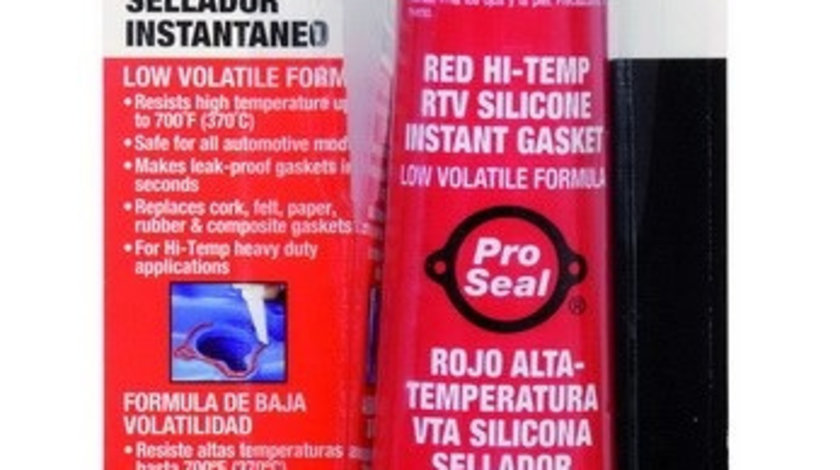 SELLADOR
INSTANTANEO
LOW VOLATILE FORM
• Resists high temperature up
to 700°F (370°C)
• Safe for all automotive mod
• Makes leak-proof gaskets in
seconds
• Replaces cork, felt, paper,
rubber & composite gaskets
• For Hi-Temp heavy duty
applications
FORMULA DE BAJA
VOLATILIDAD
• Resiste altas temperaturas
hasta 700°F (370°C)
RED HI-TEMP
RTV SILICONE
INSTANT GASKET
LOW VOLATILE FORMULA
Pro
Seal
®
ROJO ALTA-
TEMPERATURA
VTA SILICONA
SELLADOR